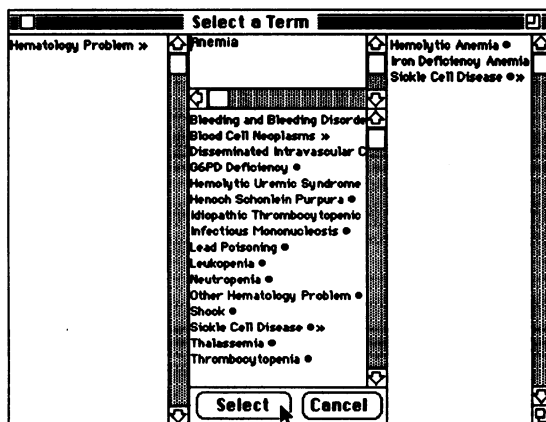 Select a Term
Hematology Problem »
Anemia
Bleeding and Bleeding Disorde
Blood Cell Neoplasms »
Disseminated Intravascular C
G6PD Deficiency ●
Hemolytic Uremic Syndrome
Henoch Schonlein Purpura ●
Idiopathic Thrombocytopenic
Infectious Mononucleosis ●
Lead Poisoning ●
Leukopenia ●
Neutropenia ●
Other Hematology Problem ●
Shock ●
Sickle Cell Disease ●»
Thalassemia ●
Thrombocytopenia ●
Select
Cancel
Hemolytic Anemia ●
Iron Deficiency Anemia
Sickle Cell Disease ●»